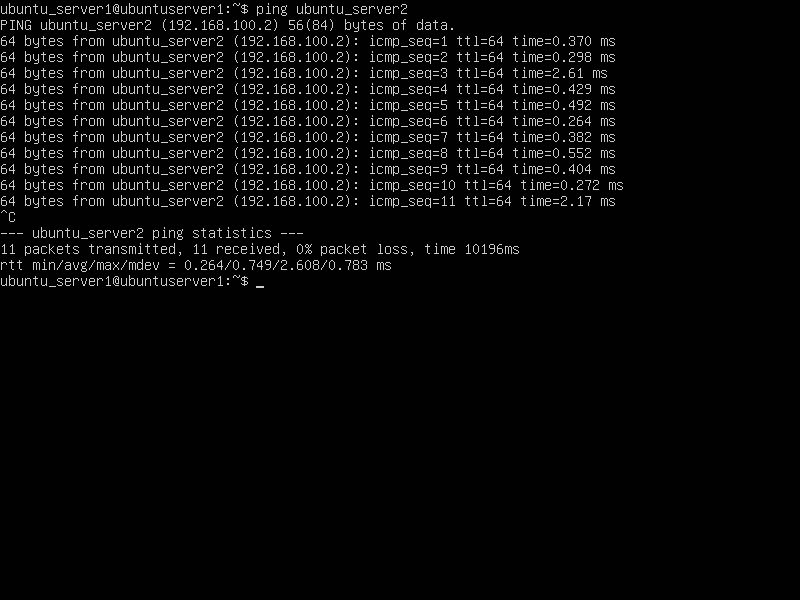 ubuntu_server1@ubuntuserver1:~$ ping ubuntu_server2
PING ubuntu_server2 (192.168.100.2) 56(84) bytes of data.
64 bytes from ubuntu_server2 (192.168.100.2): icmp_seq=1 ttl=64 time=0.370 ms
64 bytes from ubuntu_server2 (192.168.100.2): icmp_seq=2 ttl=64 time=0.298 ms
64 bytes from ubuntu_server2 (192.168.100.2): icmp_seq=3 ttl=64 time=2.61 ms
64 bytes from ubuntu_server2 (192.168.100.2): icmp_seq=4 ttl=64 time=0.429 ms
64 bytes from ubuntu_server2 (192.168.100.2): icmp_seq=5 ttl=64 time=0.492 ms
64 bytes from ubuntu_server2 (192.168.100.2): icmp_seq=6 ttl=64 time=0.264 ms
64 bytes from ubuntu_server2 (192.168.100.2): icmp_seq=7 ttl=64 time=0.382 ms
64 bytes from ubuntu_server2 (192.168.100.2): icmp_seq=8 ttl=64 time=0.552 ms
64 bytes from ubuntu_server2 (192.168.100.2): icmp_seq=9 ttl=64 time=0.404 ms
64 bytes from ubuntu_server2 (192.168.100.2): icmp_seq=10 ttl=64 time=0.272 ms
64 bytes from ubuntu_server2 (192.168.100.2): icmp_seq=11 ttl=64 time=2.17 ms
^C
--- ubuntu_server2 ping statistics ---
11 packets transmitted, 11 received, 0% packet loss, time 10196ms
rtt min/avg/max/mdev = 0.264/0.749/2.608/0.783 ms
ubuntu_server1@ubuntuserver1:~$ _